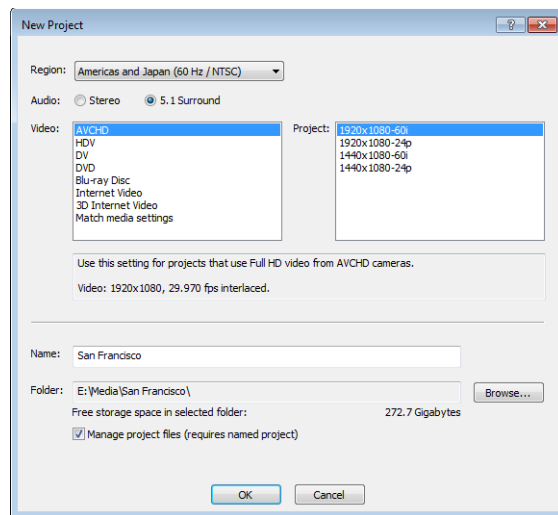 New Project
?
Region: Americas and Japan (60 Hz / NTSC)
Audio: Stereo 5.1 Surround
Video: AVCHD
HDV
DV
DVD
Blu-ray Disc
Internet Video
3D Internet Video
Match media settings
Project: 1920x1080-60i
1920x1080-24p
1440x1080-60i
1440x1080-24p
Use this setting for projects that use Full HD video from AVCHD cameras.
Video: 1920x1080, 29.970 fps interlaced.
Name: San Francisco
Folder: E:\Media\San Francisco\ Browse...
Free storage space in selected folder: 272.7 Gigabytes
Manage project files (requires named project)
OK Cancel